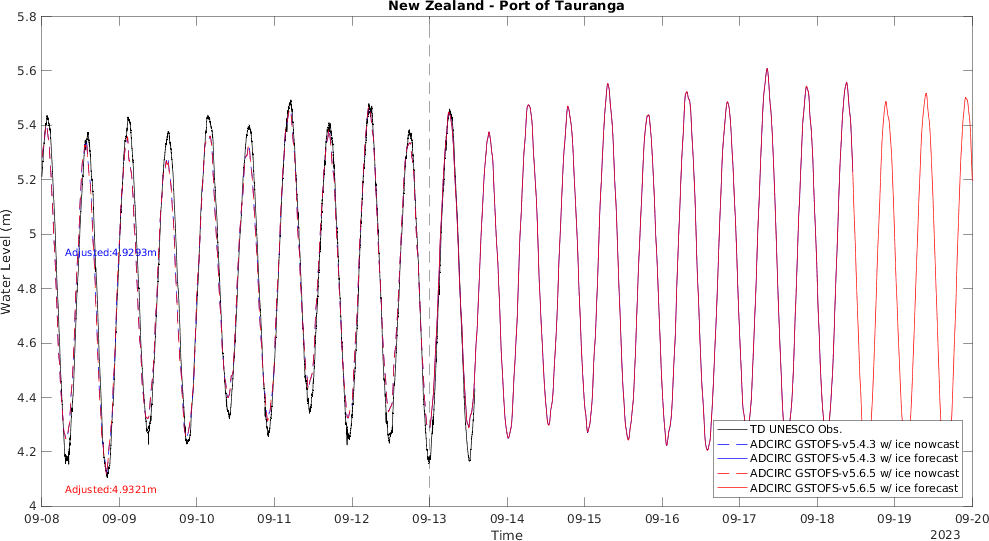 New Zealand - Port of Tauranga
5.8
5.6
5.4
5.2
5
4.8
4.6
4.4
4.2
4
Water Level (m)
Adjusted:4.9293m
Adjusted:4.9321m
TD UNESCO Obs.
ADCIRC GSTOFS-v5.4.3 w/ ice nowcast
ADCIRC GSTOFS-v5.4.3 w/ ice forecast
ADCIRC GSTOFS-v5.6.5 w/ ice nowcast
ADCIRC GSTOFS-v5.6.5 w/ ice forecast
09-08 09-09 09-10 09-11 09-12 09-13 09-14 09-15 09-16 09-17 09-18 09-19 09-20
Time
2023